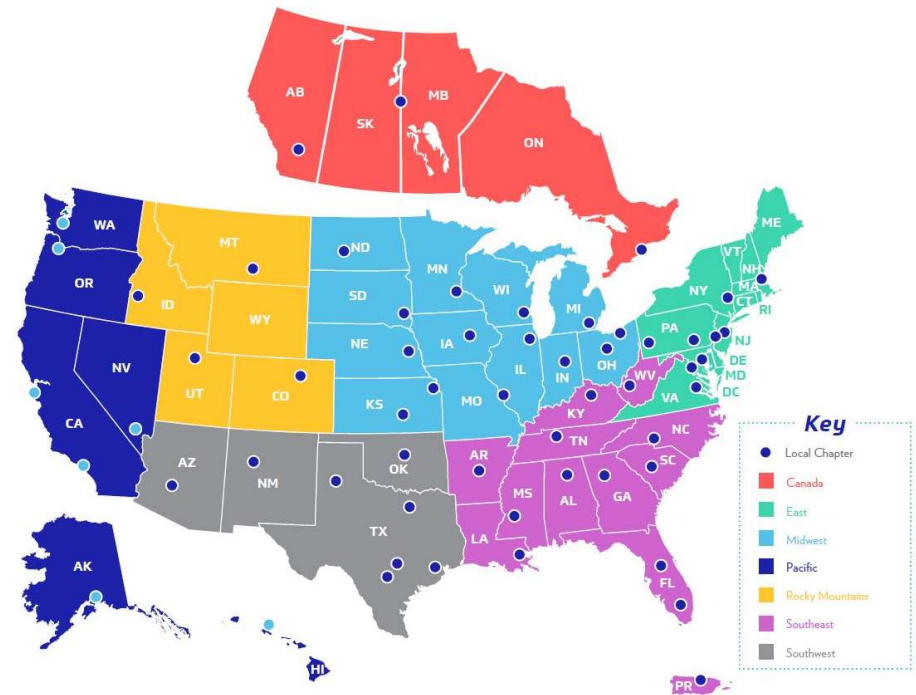 AB
SK
MB
ON
WA
OR
MT
ID
WY
ND
SD
MN
WI
MI
ME
VT
NH
MA
NY
CT
RI
NV
CA
UT
CO
NE
IA
KS
MO
IL
IN
OH
PA
NJ
DE
MD
DC
WV
VA
KY
AZ
NM
OK
TX
AR
TN
NC
SC
MS
AL
GA
LA
FL
AK
HI
PR
Key
Local Chapter
Canada
East
Midwest
Pacific
Rocky Mountains
Southeast
Southwest